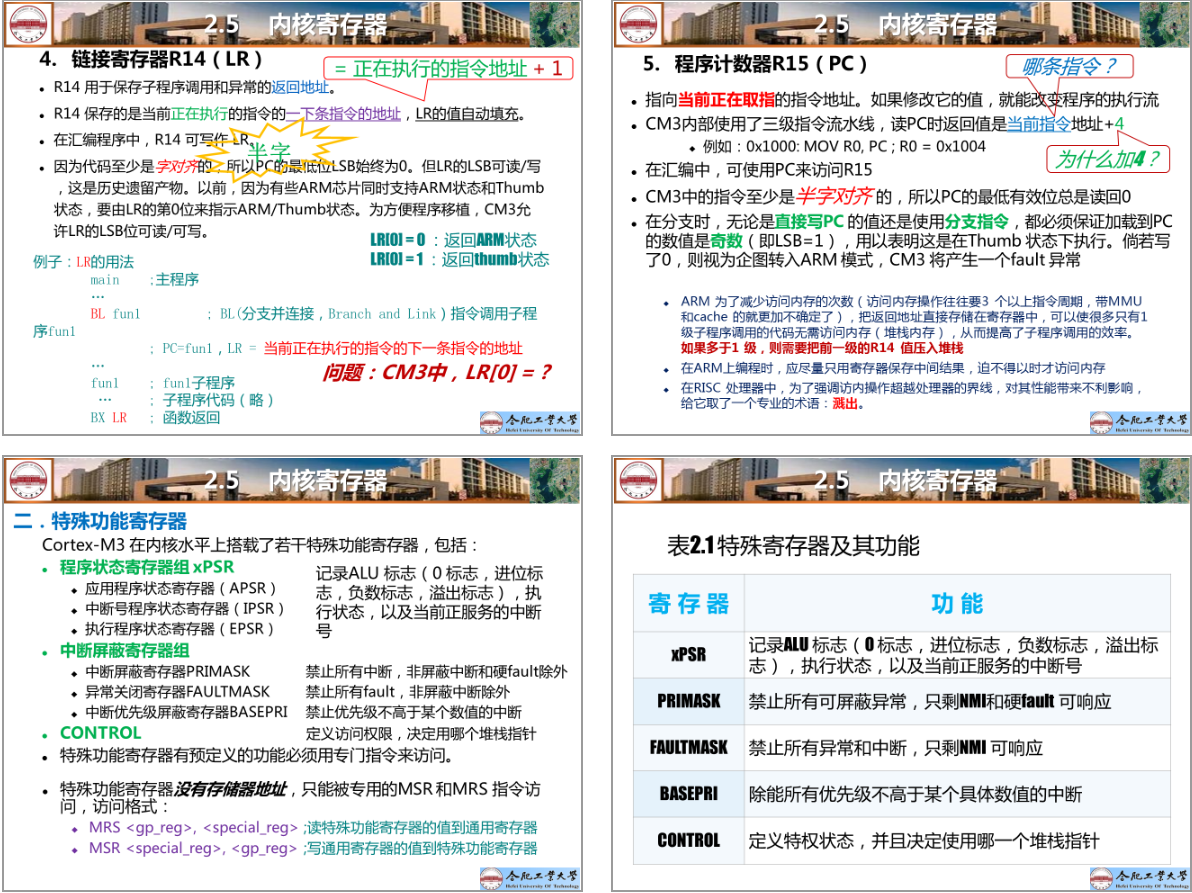 2.5 内核寄存器
4. 链接寄存器R14（LR）
= 正在执行的指令地址 + 1
R14 用于保存子程序调用和异常的返回地址。
R14 保存的是当前正在执行的指令的一下条指令的地址，LR的值自动填充。
在汇编程序中，R14 可写作 LR。
半字
因为代码至少是字对齐的，所以PC的最低位LSB始终为0。但LR的LSB可读/写
，这是历史遗留产物。以前，因为有些ARM芯片同时支持ARM状态和Thumb
状态，要由LR的第0位来指示ARM/Thumb状态。为方便程序移植，CM3允
许LR的LSB位可读/可写。
LR[0] = 0 ：返回ARM状态
LR[0] = 1 ：返回thumb状态
例子：LR的用法
main ;主程序
…
BL fun1 ; BL(分支并连接，Branch and Link）指令调用子程
序fun1
; PC=fun1，LR = 当前正在执行的指令的下一条指令的地址
…
问题：CM3中，LR[0] = ?
fun1 ; fun1子程序
… ; 子程序代码（略）
BX LR ; 函数返回
合肥工业大学
Hefei University Of Technology
2.5 内核寄存器
5. 程序计数器R15（PC）
哪条指令？
指向当前正在取指的指令地址。如果修改它的值，就能改变程序的执行流
CM3内部使用了三级指令流水线，读PC时返回值是当前指令地址+4
例如：0x1000: MOV R0, PC ; R0 = 0x1004
为什么加4？
在汇编中，可使用PC来访问R15
CM3中的指令至少是半字对齐 的，所以PC的最低有效位总是读回0
在分支时，无论是直接写PC 的值还是使用分支指令，都必须保证加载到PC
的数值是奇数（即LSB=1），用以表明这是在Thumb 状态下执行。倘若写
了0，则视为企图转入ARM 模式，CM3 将产生一个fault 异常
ARM 为了减少访问内存的次数（访问内存操作往往要3 个以上指令周期，带MMU
和cache 的就更加不确定了），把返回地址直接存储在寄存器中，可以使很多只有1
级子程序调用的代码无需访问内存（堆栈内存），从而提高了子程序调用的效率。
如果多于1 级，则需要把前一级的R14 值压入堆栈
在ARM上编程时，应尽量只用寄存器保存中间结果，迫不得以时才访问内存
在RISC 处理器中，为了强调访内操作超越处理器的界线，对其性能带来不利影响，
给它取了一个专业的术语：溅出。
合肥工业大学
Hefei University Of Technology
2.5 内核寄存器
二．特殊功能寄存器
Cortex-M3 在内核水平上搭载了若干特殊功能寄存器，包括：
程序状态寄存器组 xPSR
应用程序状态寄存器（APSR）
中断号程序状态寄存器（IPSR）
执行程序状态寄存器（EPSR）
记录ALU 标志（0 标志，进位标
志，负数标志，溢出标志），执
行状态，以及当前正服务的中断
号
中断屏蔽寄存器组
中断屏蔽寄存器PRIMASK 禁止所有中断，非屏蔽中断和硬fault除外
异常关闭寄存器FAULTMASK 禁止所有fault，非屏蔽中断除外
中断优先级屏蔽寄存器BASEPRI 禁止优先级不高于某个数值的中断
CONTROL 定义访问权限，决定用哪个堆栈指针
特殊功能寄存器有预定义的功能必须用专门指令来访问。
特殊功能寄存器没有存储器地址，只能被专用的MSR 和MRS 指令访
问，访问格式：
MRS <gp_reg>, <special_reg> ;读特殊功能寄存器的值到通用寄存器
MSR <special_reg>, <gp_reg> ;写通用寄存器的值到特殊功能寄存器
合肥工业大学
Hefei University Of Technology
2.5 内核寄存器
表2.1 特殊寄存器及其功能
寄 存 器 功 能
xPSR 记录ALU 标志（0 标志，进位标志，负数标志，溢出标
志），执行状态，以及当前正服务的中断号
PRIMASK 禁止所有可屏蔽异常，只剩NMI和硬fault 可响应
FAULTMASK 禁止所有异常和中断，只剩NMI 可响应
BASEPRI 除能所有优先级不高于某个具体数值的中断
CONTROL 定义特权状态，并且决定使用哪一个堆栈指针
合肥工业大学
Hefei University Of Technology